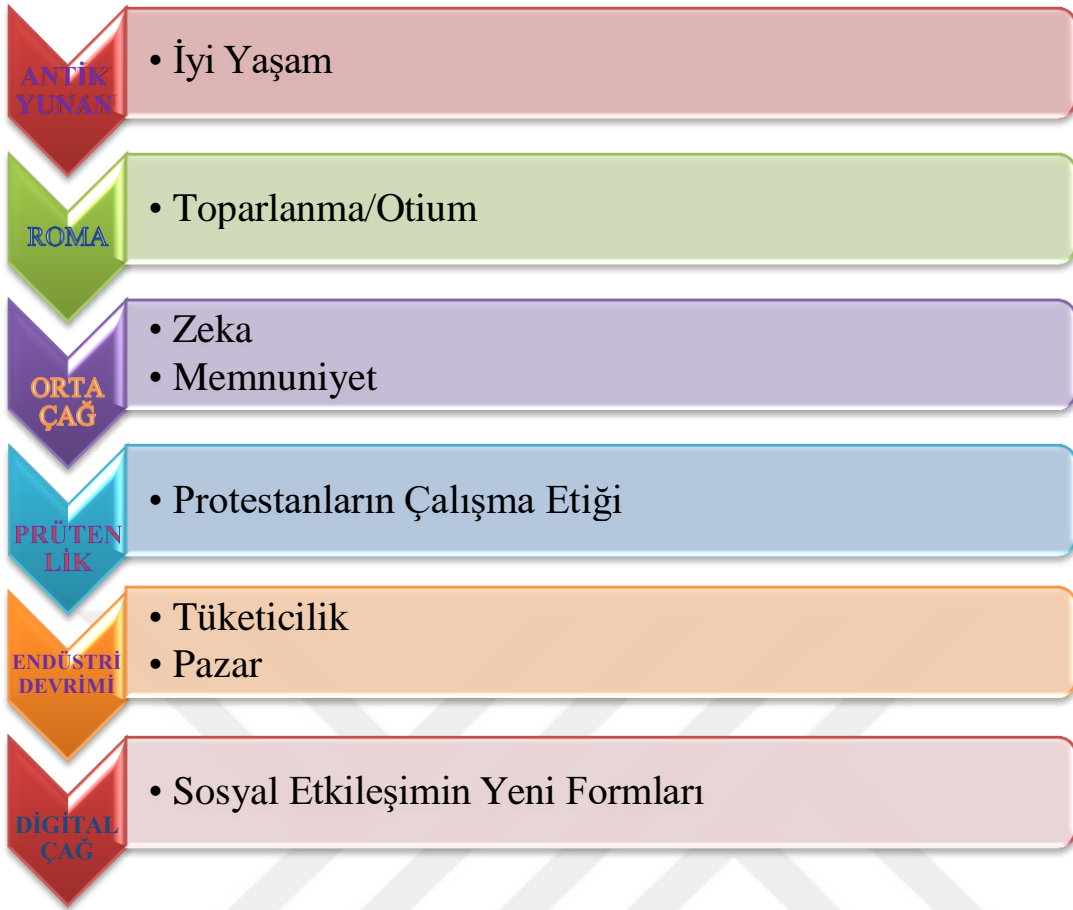 ANTİK
YUNAN
• İyi Yaşam
ROMA
• Toparlanma/Otium
ORTA
ÇAĞ
• Zeka
• Memnuniyet
PRÜTEN
LİK
• Protestanların Çalışma Etiği
ENDÜSTRİ
DEVRİMİ
• Tüketicilik
• Pazar
DİGİTAL
ÇAĞ
• Sosyal Etkileşimin Yeni Formları